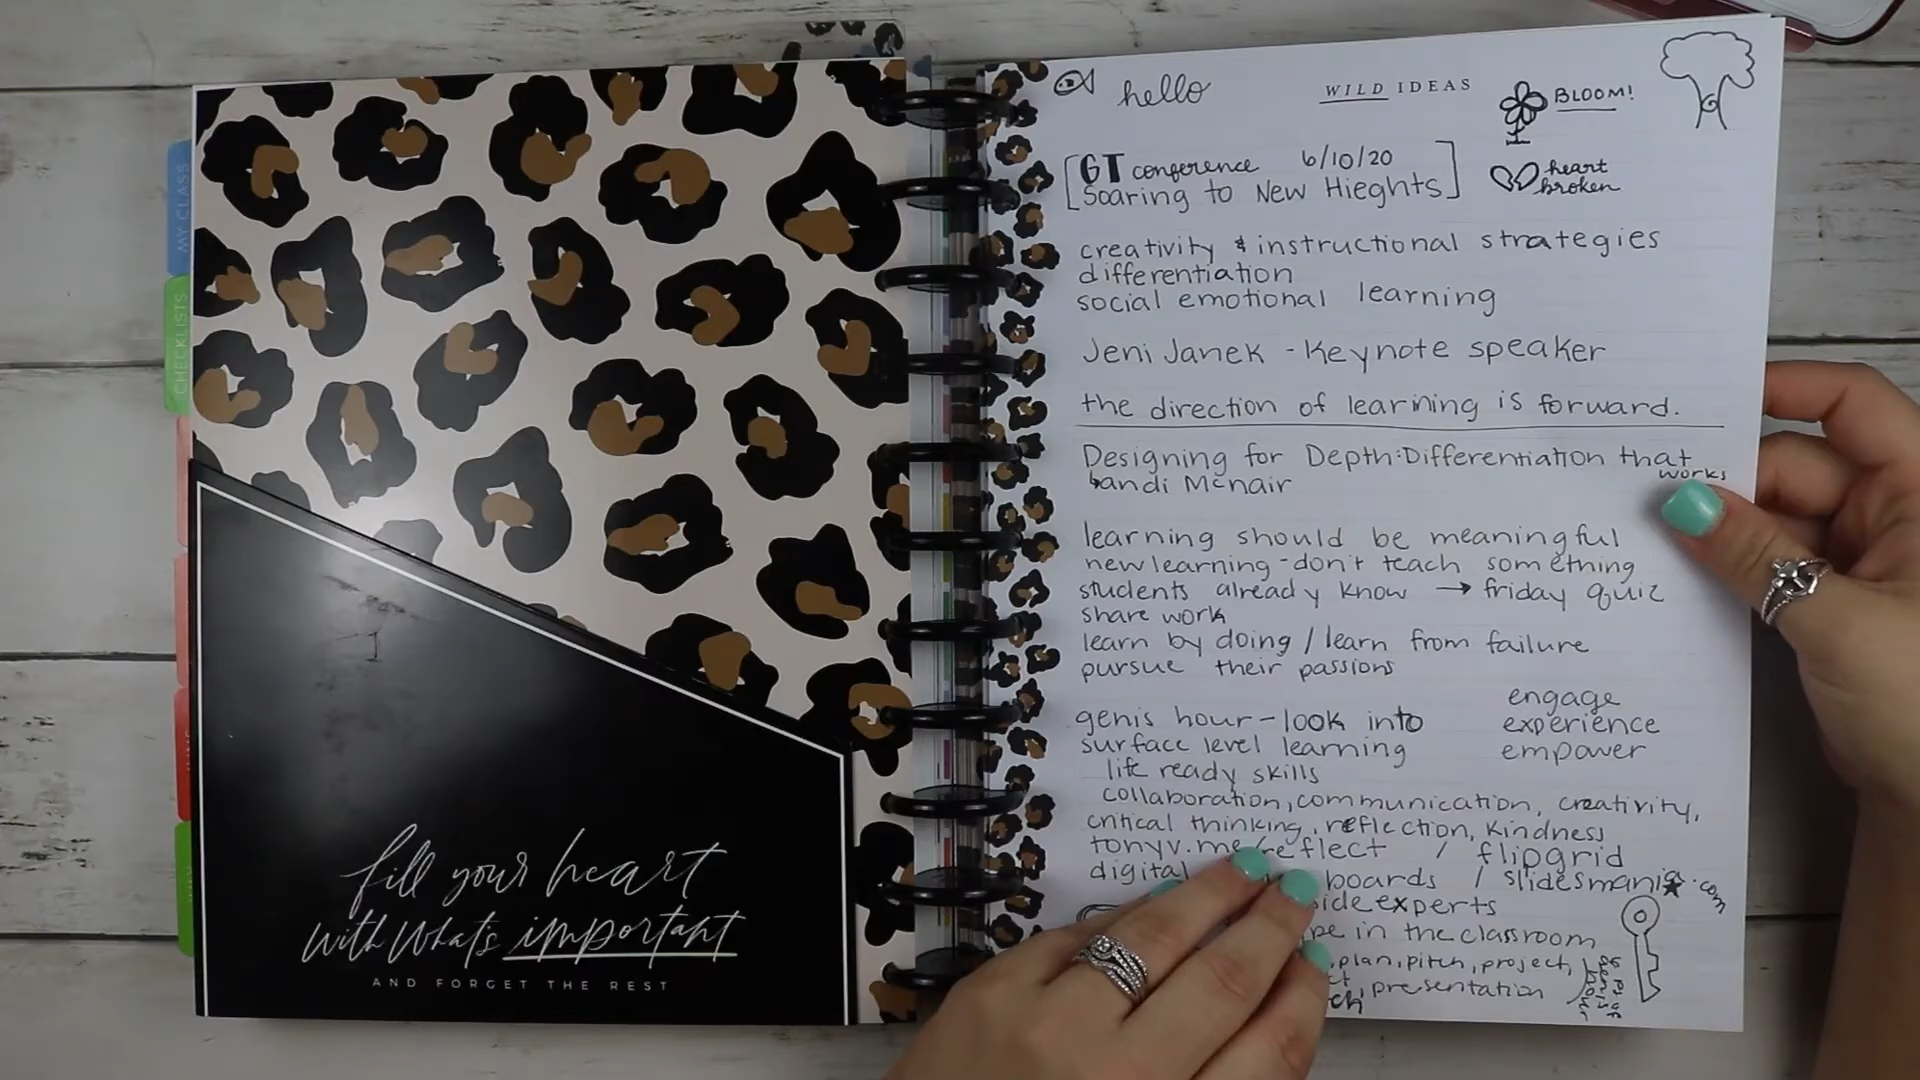 MY CLASS
CHECKLISTS
fill your heart
with what's important
AND FORGET THE REST
hello
WILD IDEAS
BLOOM!
heart
broken
GT conference 6/10/20
Soaring to New Hieghts
creativity & instructional strategies
differentiation
social emotional learning
Jeni Janek - Keynote speaker
the direction of learning is forward.
Designing for Depth: Differentiation that
works
andi Mcnair
learning should be meaningful
new learning - don't teach something
students already know → friday quiz
share work
learn by doing / learn from failure
pursue their passions
engage
genis hour - look into experience
surface level learning empower
life ready skills
collaboration, communication, creativity,
critical thinking, reflection, kindness
tonyv.me/reflect / flipgrid
digital boards / slidesmania.com
experts
in the classroom
plan, pitch, project,
presentation